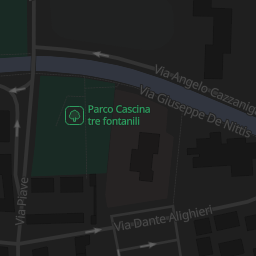 Via Angelo Cazzaniga
Via Giuseppe De Nittis
Parco Cascina
tre fontanili
Via Piave
Via Dante Alighieri